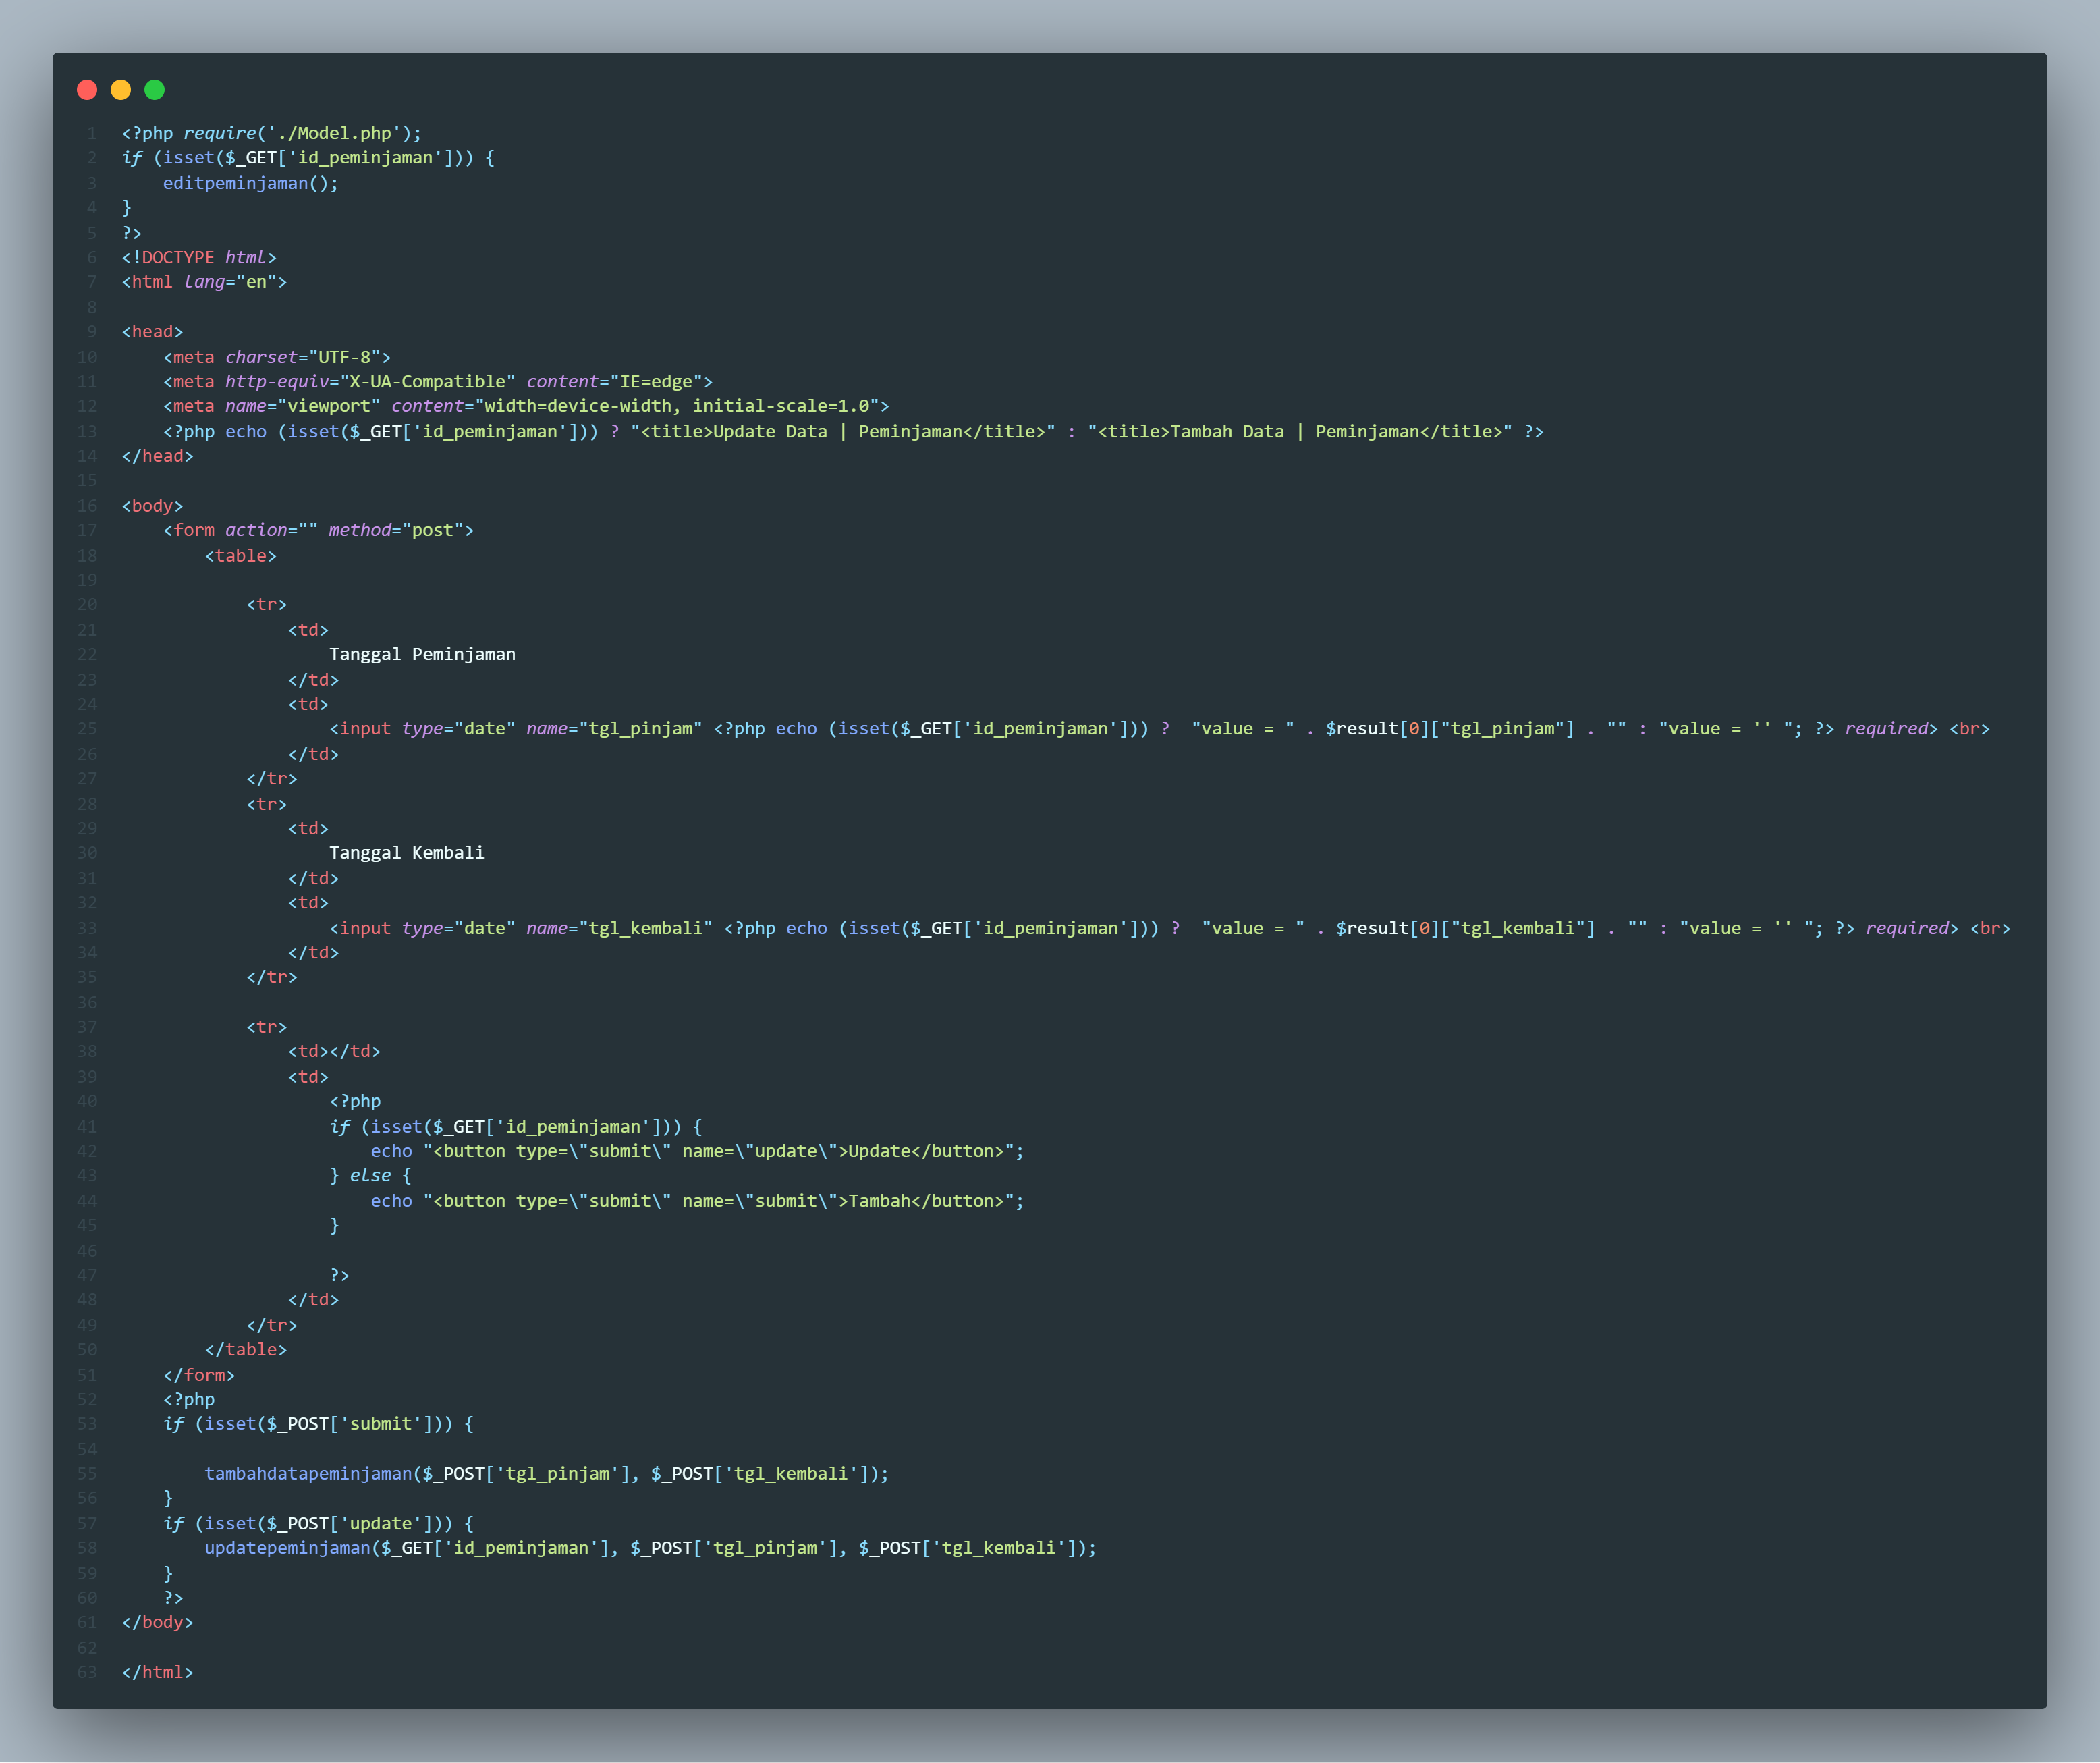 1 <?php require('./Model.php');
2 if (isset($_GET['id_peminjaman'])) {
3     editpeminjaman();
4 }
5 ?>
6 <!DOCTYPE html>
7 <html lang="en">
8
9 <head>
10     <meta charset="UTF-8">
11     <meta http-equiv="X-UA-Compatible" content="IE=edge">
12     <meta name="viewport" content="width=device-width, initial-scale=1.0">
13     <?php echo (isset($_GET['id_peminjaman'])) ? "<title>Update Data | Peminjaman</title>" : "<title>Tambah Data | Peminjaman</title>" ?>
14 </head>
15
16 <body>
17     <form action="" method="post">
18         <table>
19
20             <tr>
21                 <td>
22                     Tanggal Peminjaman
23                 </td>
24                 <td>
25                     <input type="date" name="tgl_pinjam" <?php echo (isset($_GET['id_peminjaman'])) ?  "value = " . $result[0]["tgl_pinjam"] . "" : "value = '' "; ?> required> <br>
26                 </td>
27             </tr>
28             <tr>
29                 <td>
30                     Tanggal Kembali
31                 </td>
32                 <td>
33                     <input type="date" name="tgl_kembali" <?php echo (isset($_GET['id_peminjaman'])) ?  "value = " . $result[0]["tgl_kembali"] . "" : "value = '' "; ?> required> <br>
34                 </td>
35             </tr>
36
37             <tr>
38                 <td></td>
39                 <td>
40                     <?php
41                     if (isset($_GET['id_peminjaman'])) {
42                         echo "<button type=\"submit\" name=\"update\">Update</button>";
43                     } else {
44                         echo "<button type=\"submit\" name=\"submit\">Tambah</button>";
45                     }
46
47                     ?>
48                 </td>
49             </tr>
50         </table>
51     </form>
52     <?php
53     if (isset($_POST['submit'])) {
54
55         tambahdatapeminjaman($_POST['tgl_pinjam'], $_POST['tgl_kembali']);
56     }
57     if (isset($_POST['update'])) {
58         updatepeminjaman($_GET['id_peminjaman'], $_POST['tgl_pinjam'], $_POST['tgl_kembali']);
59     }
60     ?>
61 </body>
62
63 </html>